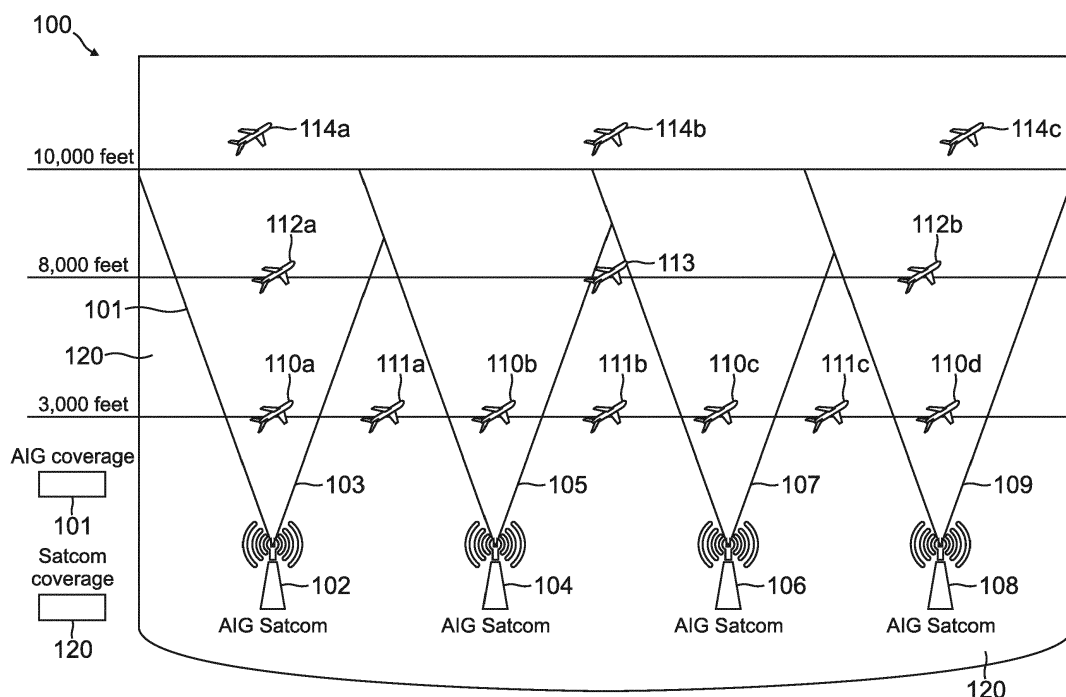 100
114a
114b
114c
10,000 feet
112a
112b
8,000 feet
113
101
120
110a
111a
110b
111b
110c
111c
110d
3,000 feet
AIG coverage
101
103
105
107
109
Satcom
coverage
120
102
104
106
108
AIG Satcom
AIG Satcom
AIG Satcom
AIG Satcom
120